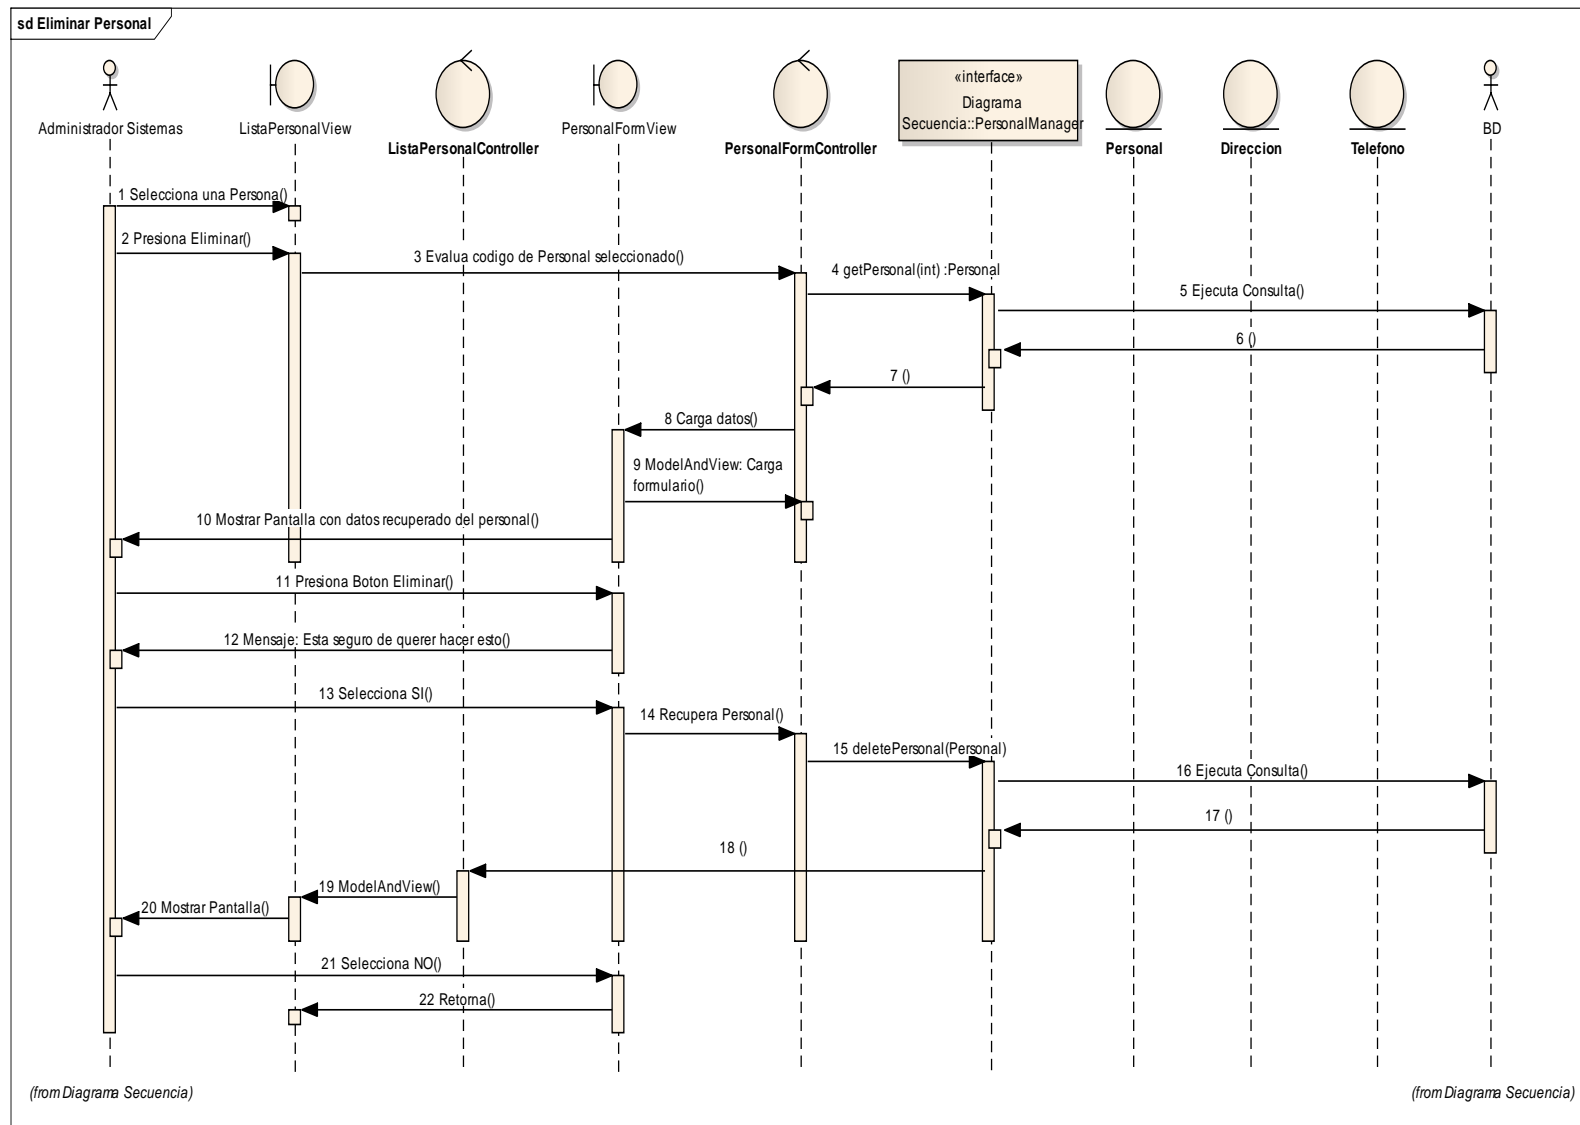 sd Eliminar Personal
Administrador Sistemas
ListaPersonalView
ListaPersonalController
PersonalFormView
PersonalFormController
«interface»
Diagrama
Secuencia::PersonalManager
Personal
Direccion
Telefono
BD
1 Selecciona una Persona()
2 Presiona Eliminar()
3 Evalua codigo de Personal seleccionado()
4 getPersonal(int) :Personal
5 Ejecuta Consulta()
6 ()
7 ()
8 Carga datos()
9 ModelAndView: Carga
formulario()
10 Mostrar Pantalla con datos recuperado del personal()
11 Presiona Boton Eliminar()
12 Mensaje: Esta seguro de querer hacer esto()
13 Selecciona SI()
14 Recupera Personal()
15 deletePersonal(Personal)
16 Ejecuta Consulta()
17 ()
18 ()
19 ModelAndView()
20 Mostrar Pantalla()
21 Selecciona NO()
22 Retorna()
(from Diagrama Secuencia)
(from Diagrama Secuencia)